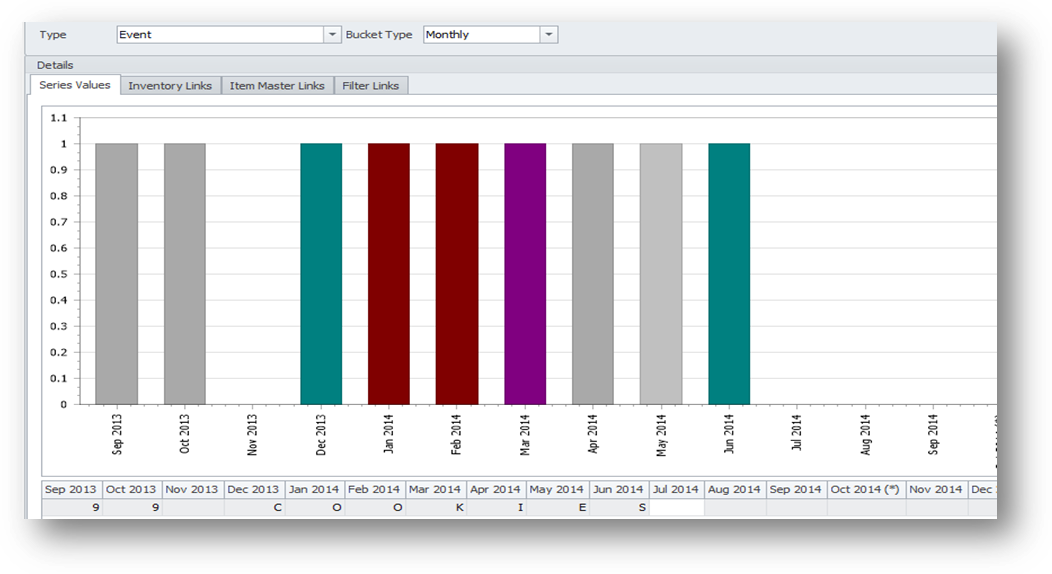 Type Event Bucket Type Monthly
Details
Series Values Inventory Links Item Master Links Filter Links
1.1
1
0.9
0.8
0.7
0.6
0.5
0.4
0.3
0.2
0.1
0
Sep 2013 Oct 2013 Nov 2013 Dec 2013 Jan 2014 Feb 2014 Mar 2014 Apr 2014 May 2014 Jun 2014 Jul 2014 Aug 2014 Sep 2014
Sep 2013 Oct 2013 Nov 2013 Dec 2013 Jan 2014 Feb 2014 Mar 2014 Apr 2014 May 2014 Jun 2014 Jul 2014 Aug 2014 Sep 2014 Oct 2014 (*) Nov 2014 Dec
9 9 C O O K I E S